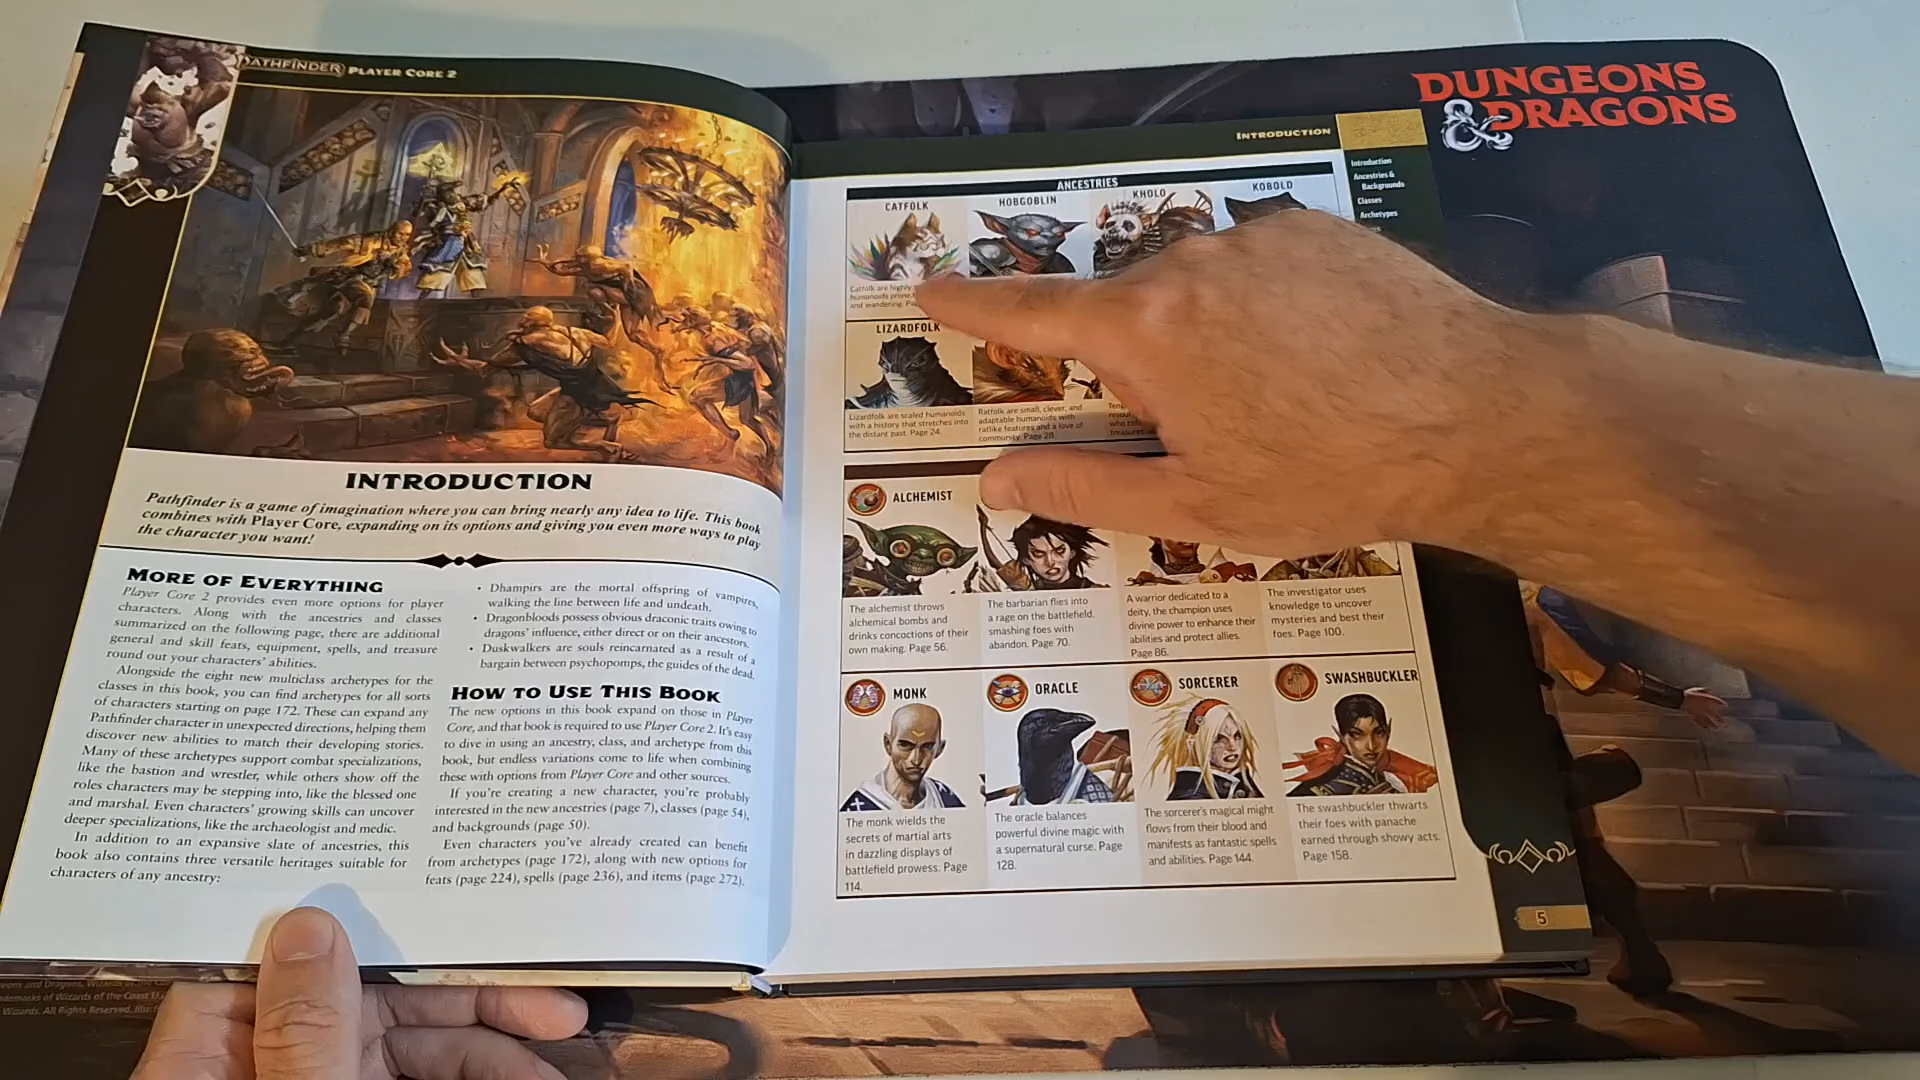 PATHFINDER PLAYER CORE 2
INTRODUCTION
Pathfinder is a game of imagination where you can bring nearly any idea to life. This book
combines with Player Core, expanding on its options and giving you even more ways to play
the character you want!
MORE OF EVERYTHING
Player Core 2 provides even more options for player
characters. Along with the ancestries and classes
summarized on the following page, there are additional
general and skill feats, equipment, spells, and treasure
round out your characters' abilities.
Alongside the eight new multiclass archetypes for the
classes in this book, you can find archetypes for all sorts
of characters starting on page 172. These can expand any
Pathfinder character in unexpected directions, helping them
discover new abilities to match their developing stories.
Many of these archetypes support combat specializations,
like the bastion and wrestler, while others show off the
roles characters may be stepping into, like the blessed one
and marshal. Even characters' growing skills can uncover
deeper specializations, like the archaeologist and medic.
In addition to an expansive slate of ancestries, this
book also contains three versatile heritages suitable for
characters of any ancestry:
• Dhampirs are the mortal offspring of vampires,
walking the line between life and undeath.
• Dragonbloods possess obvious draconic traits owing to
dragons' influence, either direct or on their ancestors.
• Duskwalkers are souls reincarnated as a result of a
bargain between psychopomps, the guides of the dead.
HOW TO USE THIS BOOK
The new options in this book expand on those in Player
Core, and that book is required to use Player Core 2. It's easy
to dive in using an ancestry, class, and archetype from this
book, but endless variations come to life when combining
these with options from Player Core and other sources.
If you're creating a new character, you're probably
interested in the new ancestries (page 7), classes (page 54),
and backgrounds (page 50).
Even characters you've already created can benefit
from archetypes (page 172), along with new options for
feats (page 224), spells (page 236), and items (page 272).
INTRODUCTION
ANCESTRIES
CATFOLK
HOBGOBLIN
KHOLO
KOBOLD
Catfolk are highly
humanoids prone
and wandering.
LIZARDFOLK
Lizardfolk are scaled humanoids
with a history that stretches into
the distant past. Page 24.
Ratfolk are small, clever, and
adaptable humanoids with
ratlike features and a love of
community. Page 28.
who
ALCHEMIST
The alchemist throws
alchemical bombs and
drinks concoctions of their
own making. Page 56.
The barbarian flies into
a rage on the battlefield,
smashing foes with
abandon. Page 70.
A warrior dedicated to a
deity, the champion uses
divine power to enhance their
abilities and protect allies.
Page 86.
The investigator uses
knowledge to uncover
mysteries and best their
foes. Page 100.
MONK
The monk wields the
secrets of martial arts
in dazzling displays of
battlefield prowess. Page
114.
ORACLE
The oracle balances
powerful divine magic with
a supernatural curse. Page
128.
SORCERER
The sorcerer's magical might
flows from their blood and
manifests as fantastic spells
and abilities. Page 144.
SWASHBUCKLER
The swashbuckler thwarts
their foes with panache
earned through showy acts.
Page 158.
Introduction
Ancestries &
Backgrounds
Classes
Archetypes
5
DUNGEONS
& DRAGONS
Dungeons and Dragons, Wizards of the
trademarks of Wizards of the Coast
Wizards. All Rights Reserved.